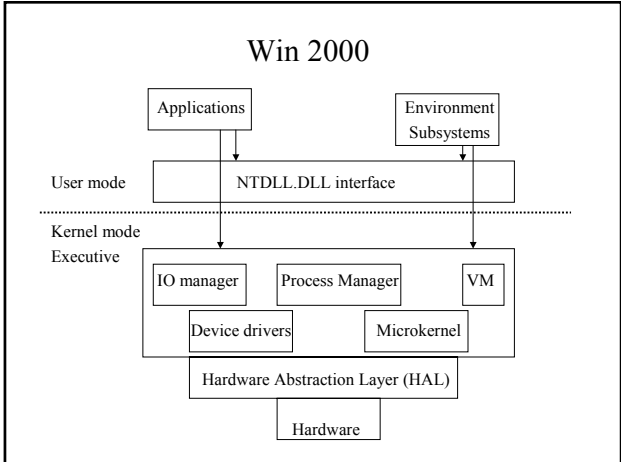 Win 2000
Applications
Environment
Subsystems
User mode
NTDLL.DLL interface
Kernel mode
Executive
IO manager
Process Manager
VM
Device drivers
Microkernel
Hardware Abstraction Layer (HAL)
Hardware